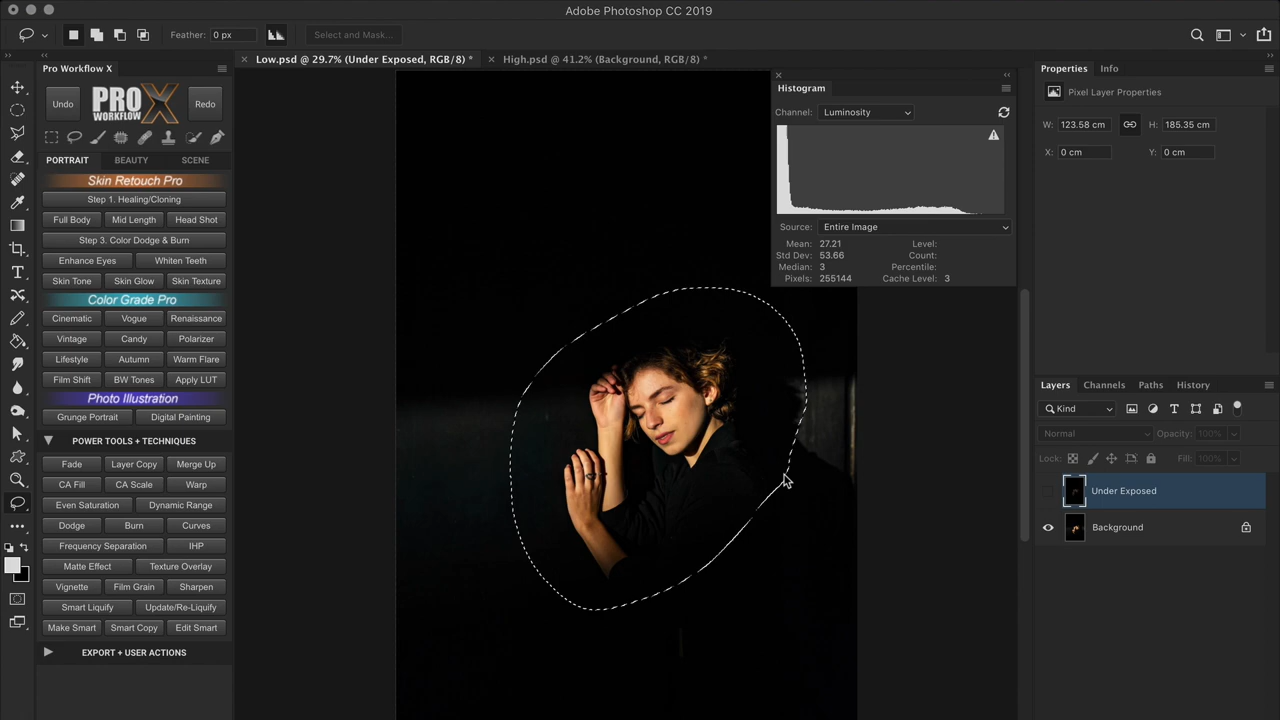 Adobe Photoshop CC 2019
Feather: 0 px
Select and Mask...
Low.psd @ 29.7% (Under Exposed, RGB/8) *
High.psd @ 41.2% (Background, RGB/8) *
Pro Workflow X
Undo
PRO WORKFLOW X
Redo
PORTRAIT BEAUTY SCENE
Skin Retouch Pro
Step 1. Healing/Cloning
Full Body Mid Length Head Shot
Step 3. Color Dodge & Burn
Enhance Eyes Whiten Teeth
Skin Tone Skin Glow Skin Texture
Color Grade Pro
Cinematic Vogue Renaissance
Vintage Candy Polarizer
Lifestyle Autumn Warm Flare
Film Shift BW Tones Apply LUT
Photo Illustration
Grunge Portrait Digital Painting
POWER TOOLS + TECHNIQUES
Fade Layer Copy Merge Up
CA Fill CA Scale Warp
Even Saturation Dynamic Range
Dodge Burn Curves
Frequency Separation IHP
Matte Effect Texture Overlay
Vignette Film Grain Sharpen
Smart Liquify Update/Re-Liquify
Make Smart Smart Copy Edit Smart
EXPORT + USER ACTIONS
Histogram
Channel: Luminosity
Source: Entire Image
Mean: 27.21 Level:
Std Dev: 53.66 Count:
Median: 3 Percentile:
Pixels: 255144 Cache Level: 3
Properties Info
Pixel Layer Properties
W: 123.58 cm H: 185.35 cm
X: 0 cm Y: 0 cm
Layers Channels Paths History
Kind
Normal Opacity: 100%
Lock: Fill: 100%
Under Exposed
Background